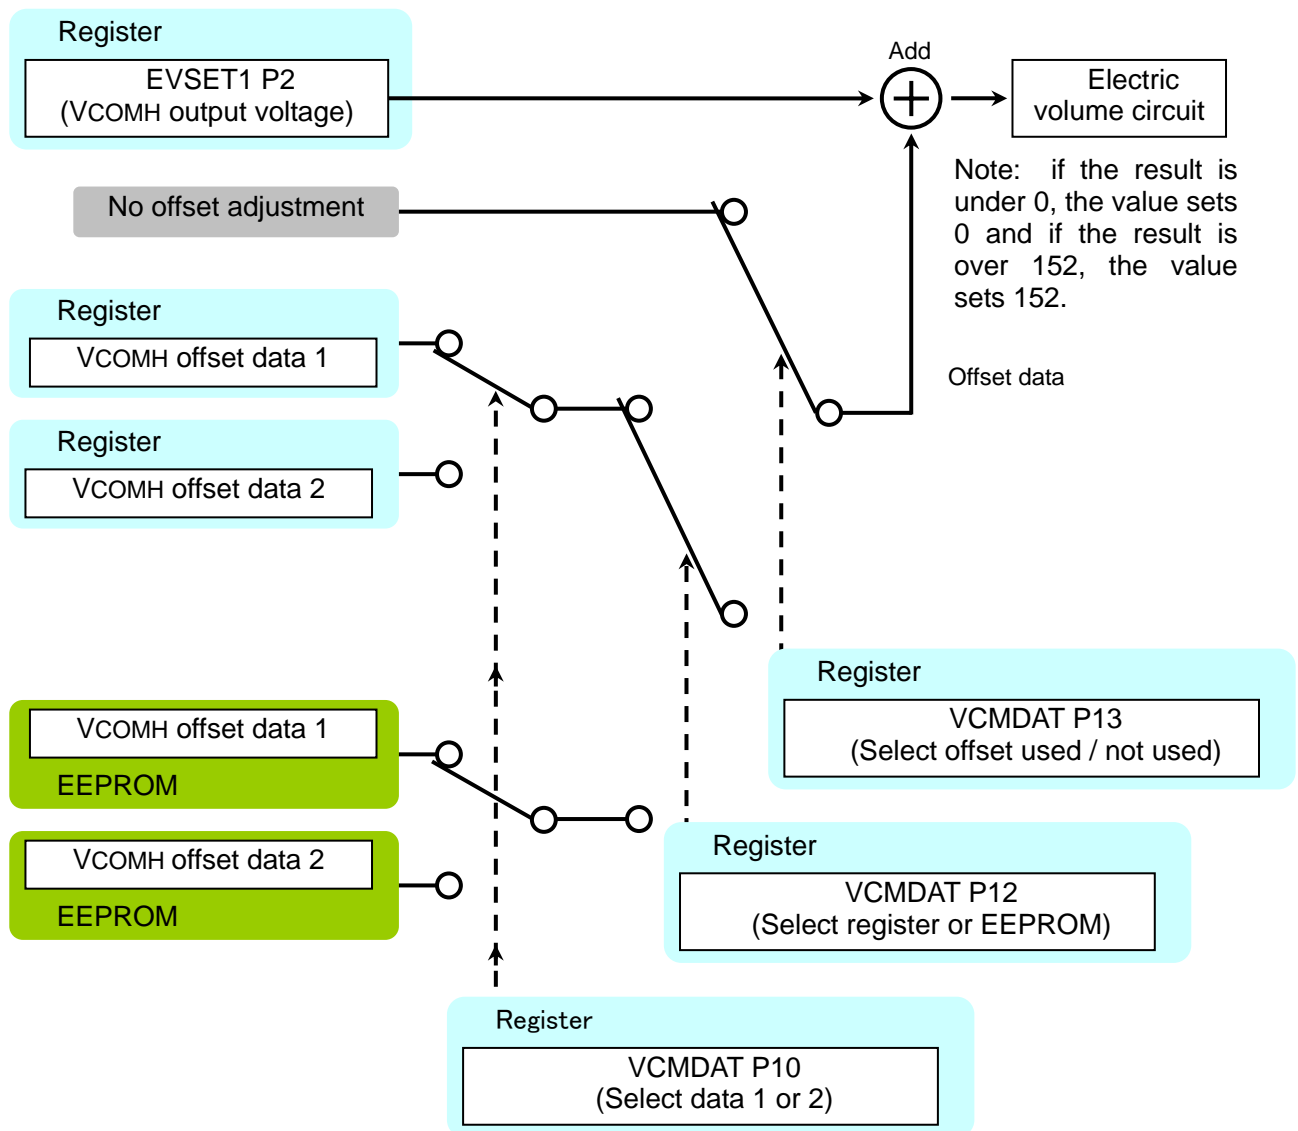 Register
EVSET1 P2
(VCOMH output voltage)
Add
Electric
volume circuit
Note: if the result is
under 0, the value sets
0 and if the result is
over 152, the value
sets 152.
No offset adjustment
Register
VCOMH offset data 1
Offset data
Register
VCOMH offset data 2
VCOMH offset data 1
EEPROM
VCOMH offset data 2
EEPROM
Register
VCMDAT P13
(Select offset used / not used)
Register
VCMDAT P12
(Select register or EEPROM)
Register
VCMDAT P10
(Select data 1 or 2)